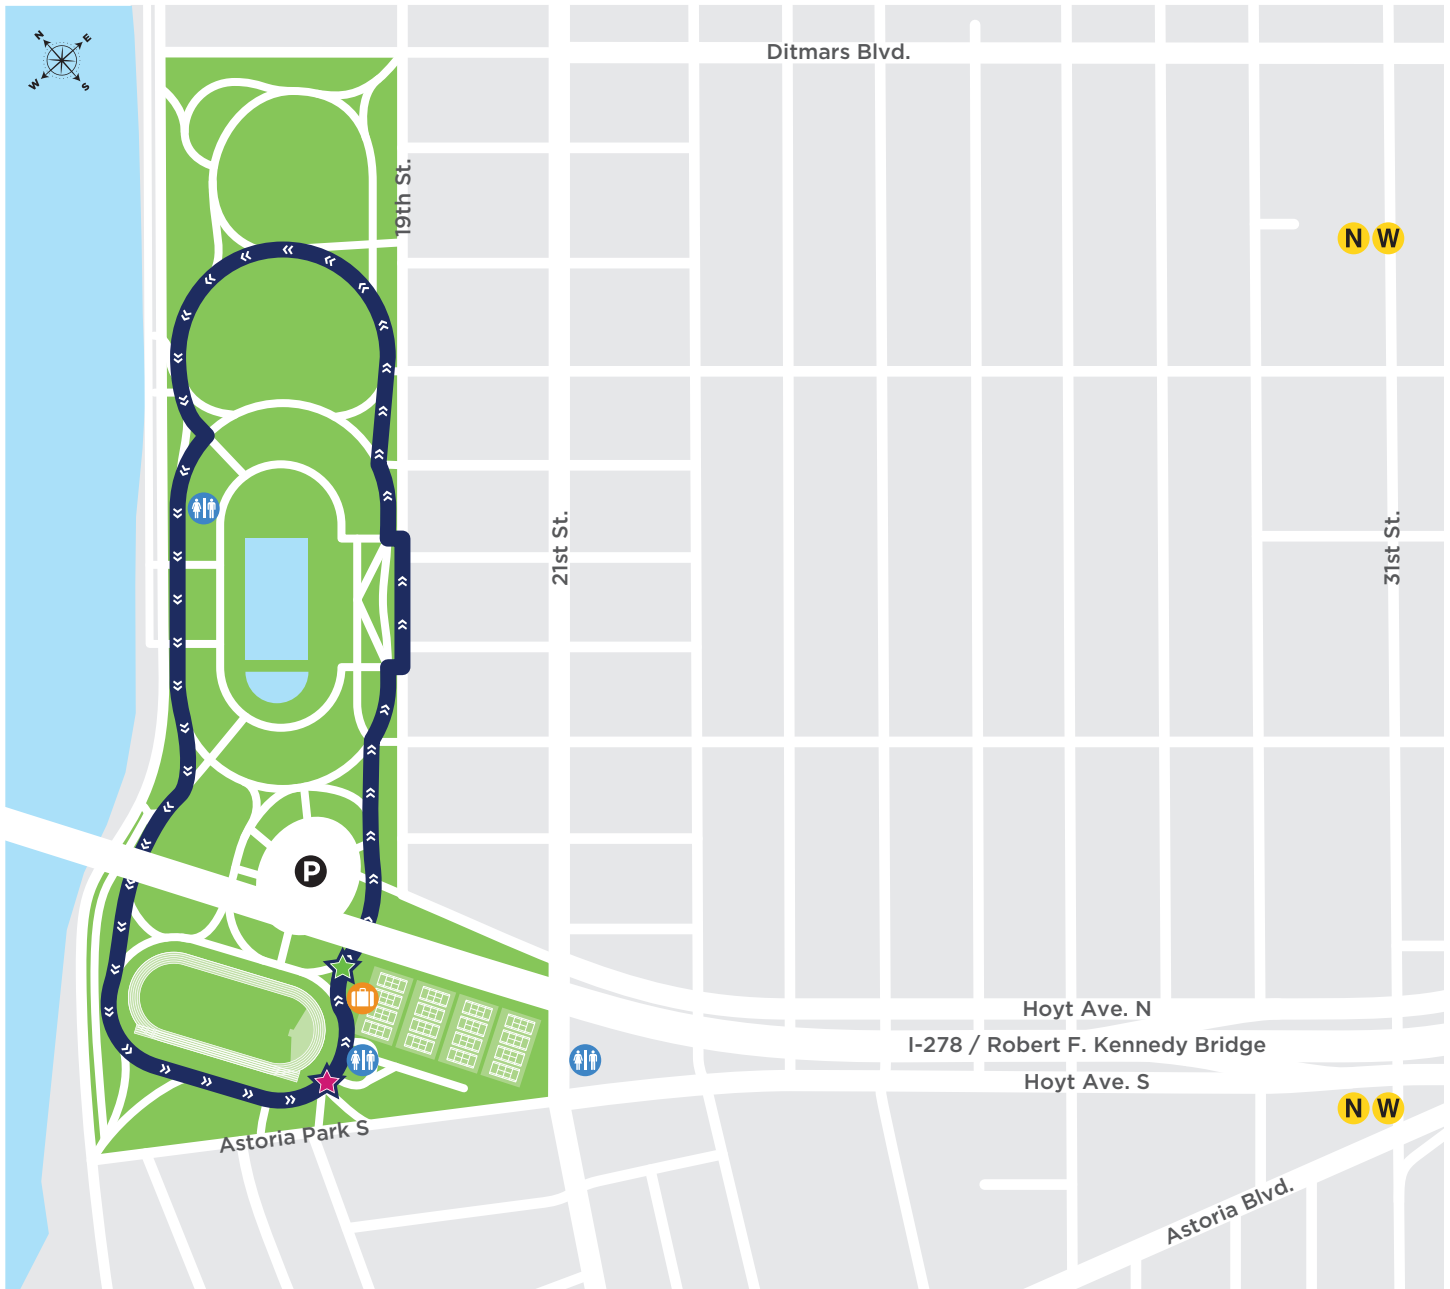 N
E
W
S
Ditmars Blvd.
19th St.
N W
21st St.
31st St.
P
Hoyt Ave. N
I-278 / Robert F. Kennedy Bridge
Hoyt Ave. S
N W
Astoria Park S
Astoria Blvd.